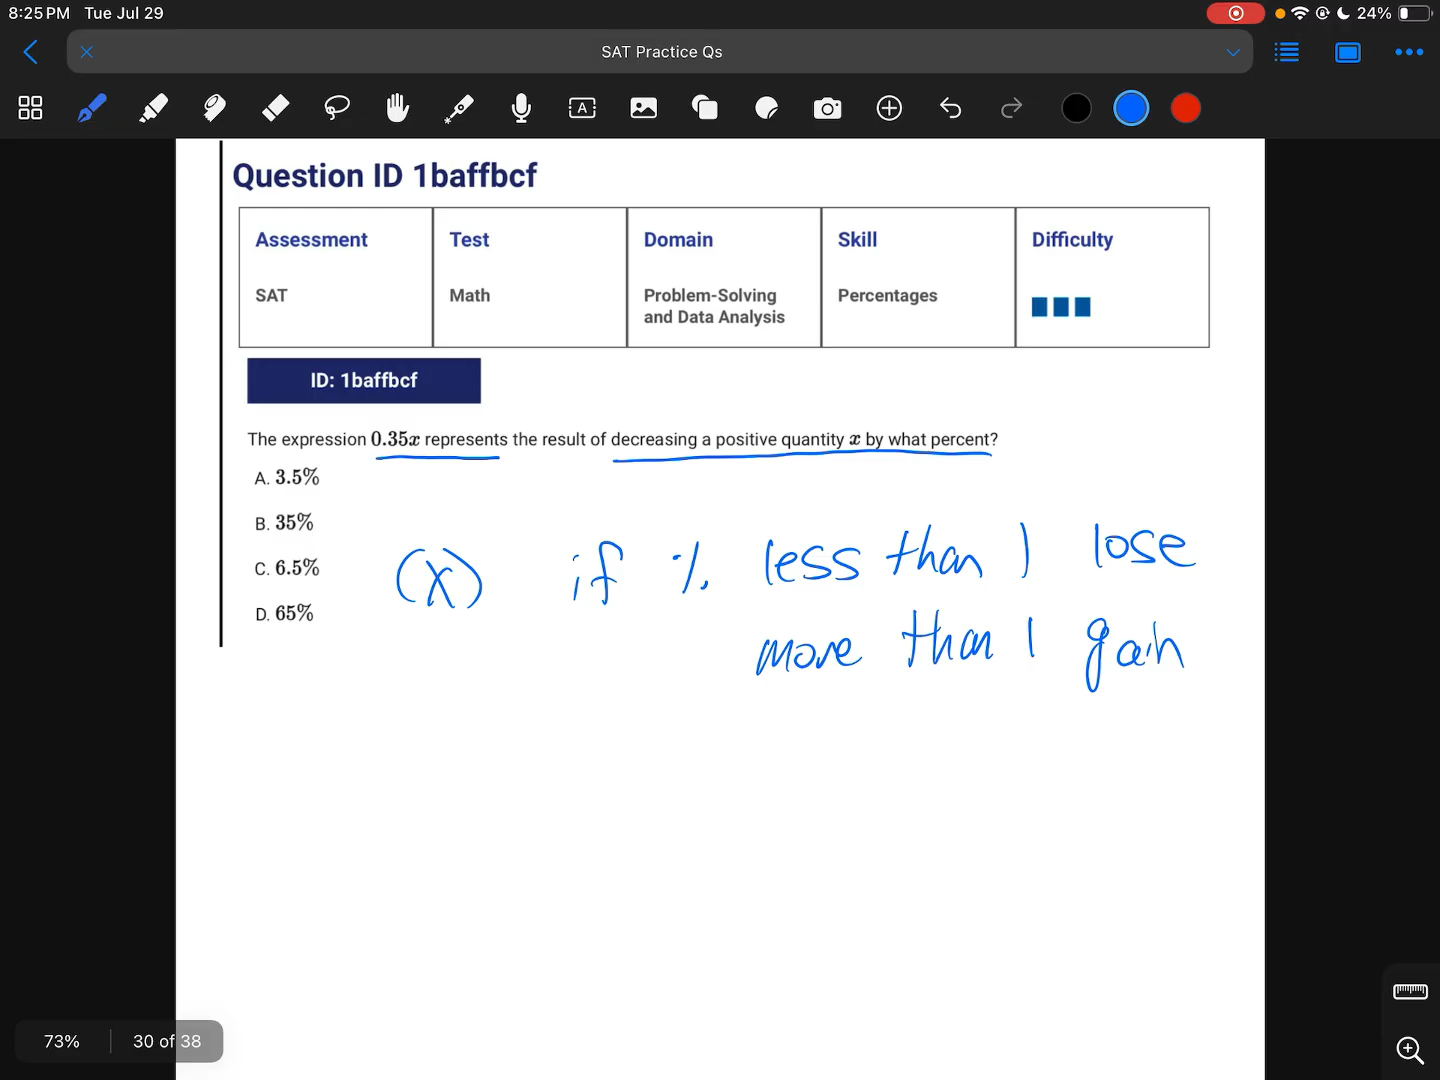 8:25 PM Tue Jul 29 24%
SAT Practice Qs
A
Question ID 1baffbcf
Assessment Test Domain Skill Difficulty
SAT Math Problem-Solving and Data Analysis Percentages
ID: 1baffbcf
The expression 0.35x represents the result of decreasing a positive quantity x by what percent?
A. 3.5%
B. 35%
C. 6.5%
D. 65%
(x) if % less than 1 lose
more than 1 gain
73% 30 of 38